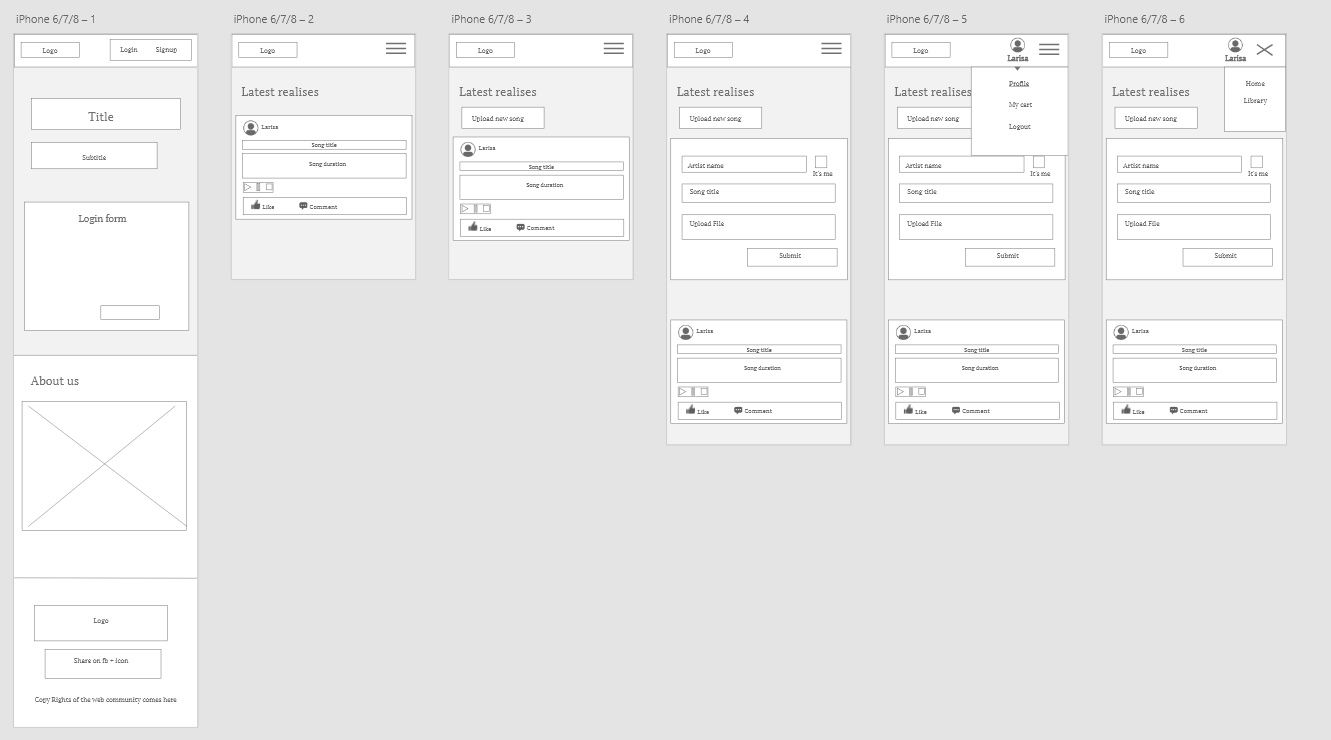 iPhone 6/7/8 – 1
Logo
Login
Signup
Title
Subtitle
Login form
About us
Logo
Share on fb + icon
Copy Rights of the web community comes here
iPhone 6/7/8 – 2
Logo
Latest realises
Larisa
Song title
Song duration
Like
Comment
iPhone 6/7/8 – 3
Logo
Latest realises
Upload new song
Larisa
Song title
Song duration
Like
Comment
iPhone 6/7/8 – 4
Logo
Latest realises
Upload new song
Artist name
It's me
Song title
Upload File
Submit
Larisa
Song title
Song duration
Like
Comment
iPhone 6/7/8 – 5
Logo
Larisa
Profile
My cart
Logout
Latest realises
Upload new song
Artist name
It's me
Song title
Upload File
Submit
Larisa
Song title
Song duration
Like
Comment
iPhone 6/7/8 – 6
Logo
Larisa
Home
Library
Latest realises
Upload new song
Artist name
It's me
Song title
Upload File
Submit
Larisa
Song title
Song duration
Like
Comment